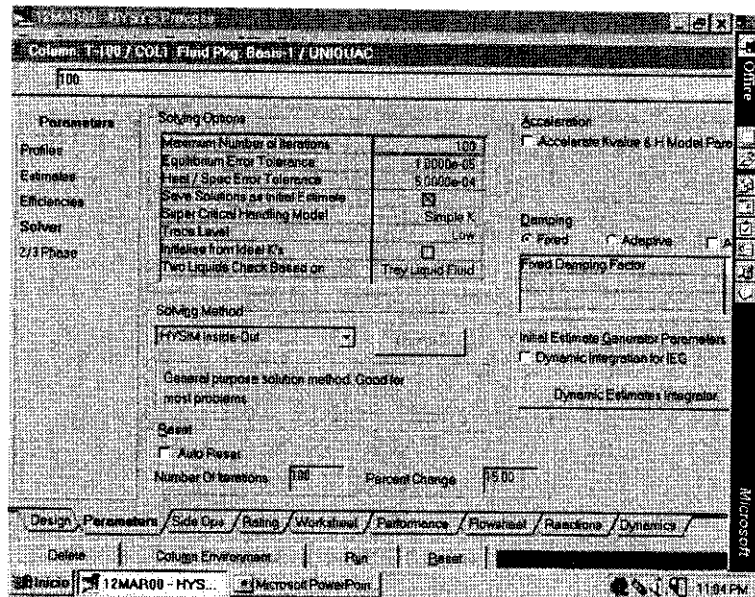 12MAR00 - HYSYS Process
Column: T-100 / COL1 Fluid Pkg: Basis-1 / UNIQUAC
100
Parameters
Profiles
Estimates
Efficiencies
Solver
2/3 Phase
Solving Options
Maximum Number of Iterations 100
Equilibrium Error Tolerance 1.0000e-05
Heat / Spec Error Tolerance 5.0000e-04
Save Solutions as Initial Estimate
Super Critical Handling Model Simple K
Trace Level Low
Initialise from Ideal K's
Two Liquids Check Based on Tray Liquid Fluid
Solving Method
HYSIM Inside-Out
General purpose solution method. Good for
most problems
Reset
Auto Reset
Number Of Iterations 100 Percent Change 15.00
Acceleration
Accelerate Kvalue & H Model Para
Damping
Fixed Adaptive A
Fixed Damping Factor
Initial Estimate Generator Parameters
Dynamic Integration for IEG
Dynamic Estimates Integrator
Design Parameters Side Ops Rating Worksheet Performance Flowsheet Reactions Dynamics
Delete Column Environment Run Reset
Inicio 12MAR00 - HYS... Microsoft PowerPoint 11:04 PM
Office
Microsoft